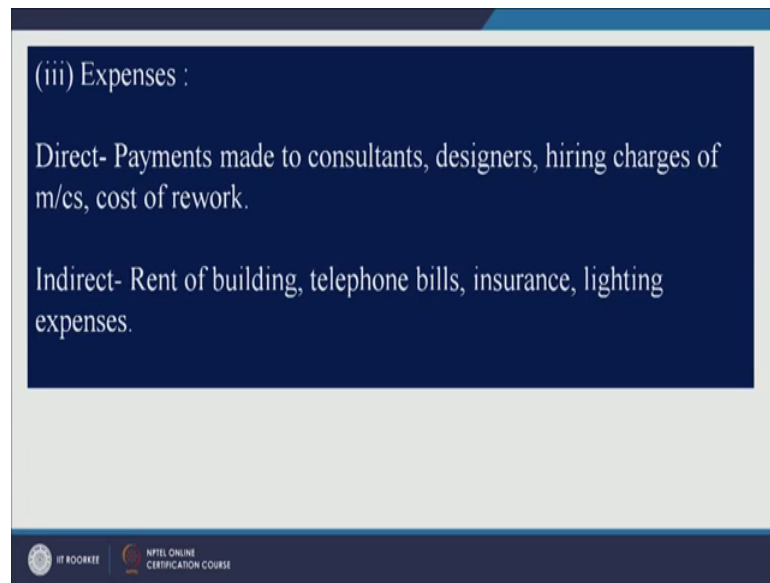 (iii) Expenses :
Direct- Payments made to consultants, designers, hiring charges of
m/cs, cost of rework.
Indirect- Rent of building, telephone bills, insurance, lighting
expenses.
IIT ROORKEE
NPTEL ONLINE
CERTIFICATION COURSE